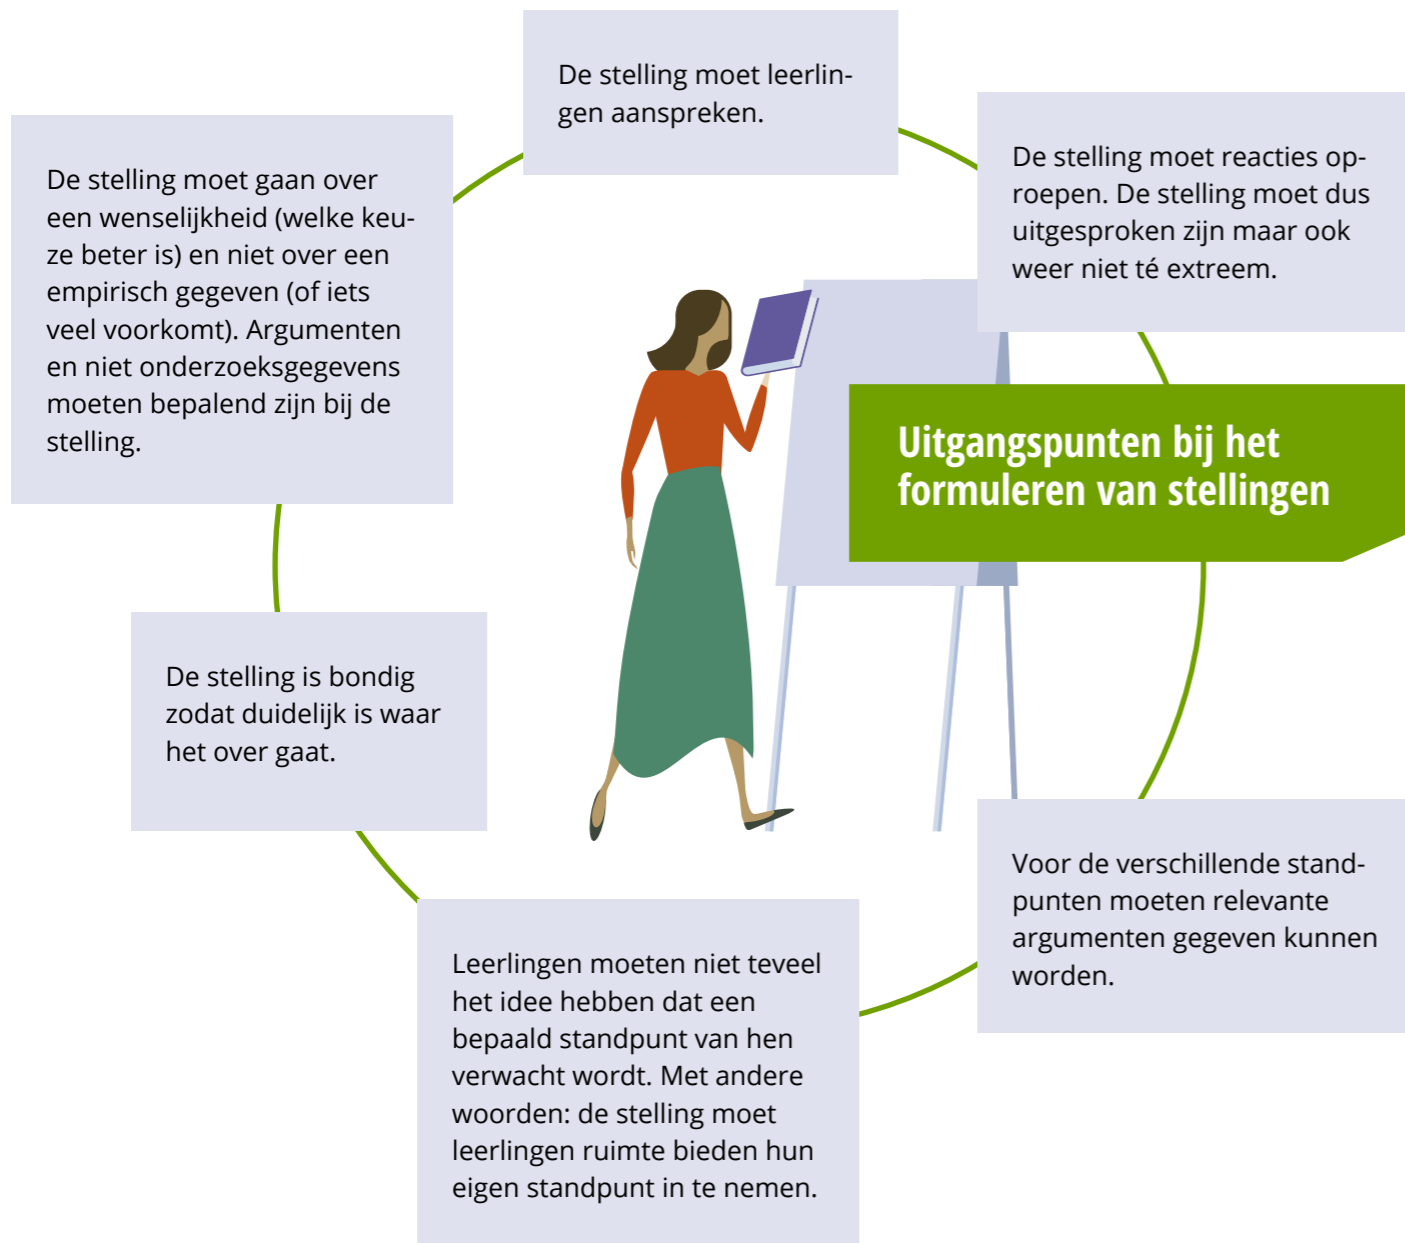 De stelling moet leerlin-
gen aanspreken.
De stelling moet reacties op-
roepen. De stelling moet dus
uitgesproken zijn maar ook
weer niet té extreem.
De stelling moet gaan over
een wenselijkheid (welke keu-
ze beter is) en niet over een
empirisch gegeven (of iets
veel voorkomt). Argumenten
en niet onderzoeksgegevens
moeten bepalend zijn bij de
stelling.
Uitgangspunten bij het
formuleren van stellingen
De stelling is bondig
zodat duidelijk is waar
het over gaat.
Voor de verschillende stand-
punten moeten relevante
argumenten gegeven kunnen
worden.
Leerlingen moeten niet teveel
het idee hebben dat een
bepaald standpunt van hen
verwacht wordt. Met andere
woorden: de stelling moet
leerlingen ruimte bieden hun
eigen standpunt in te nemen.